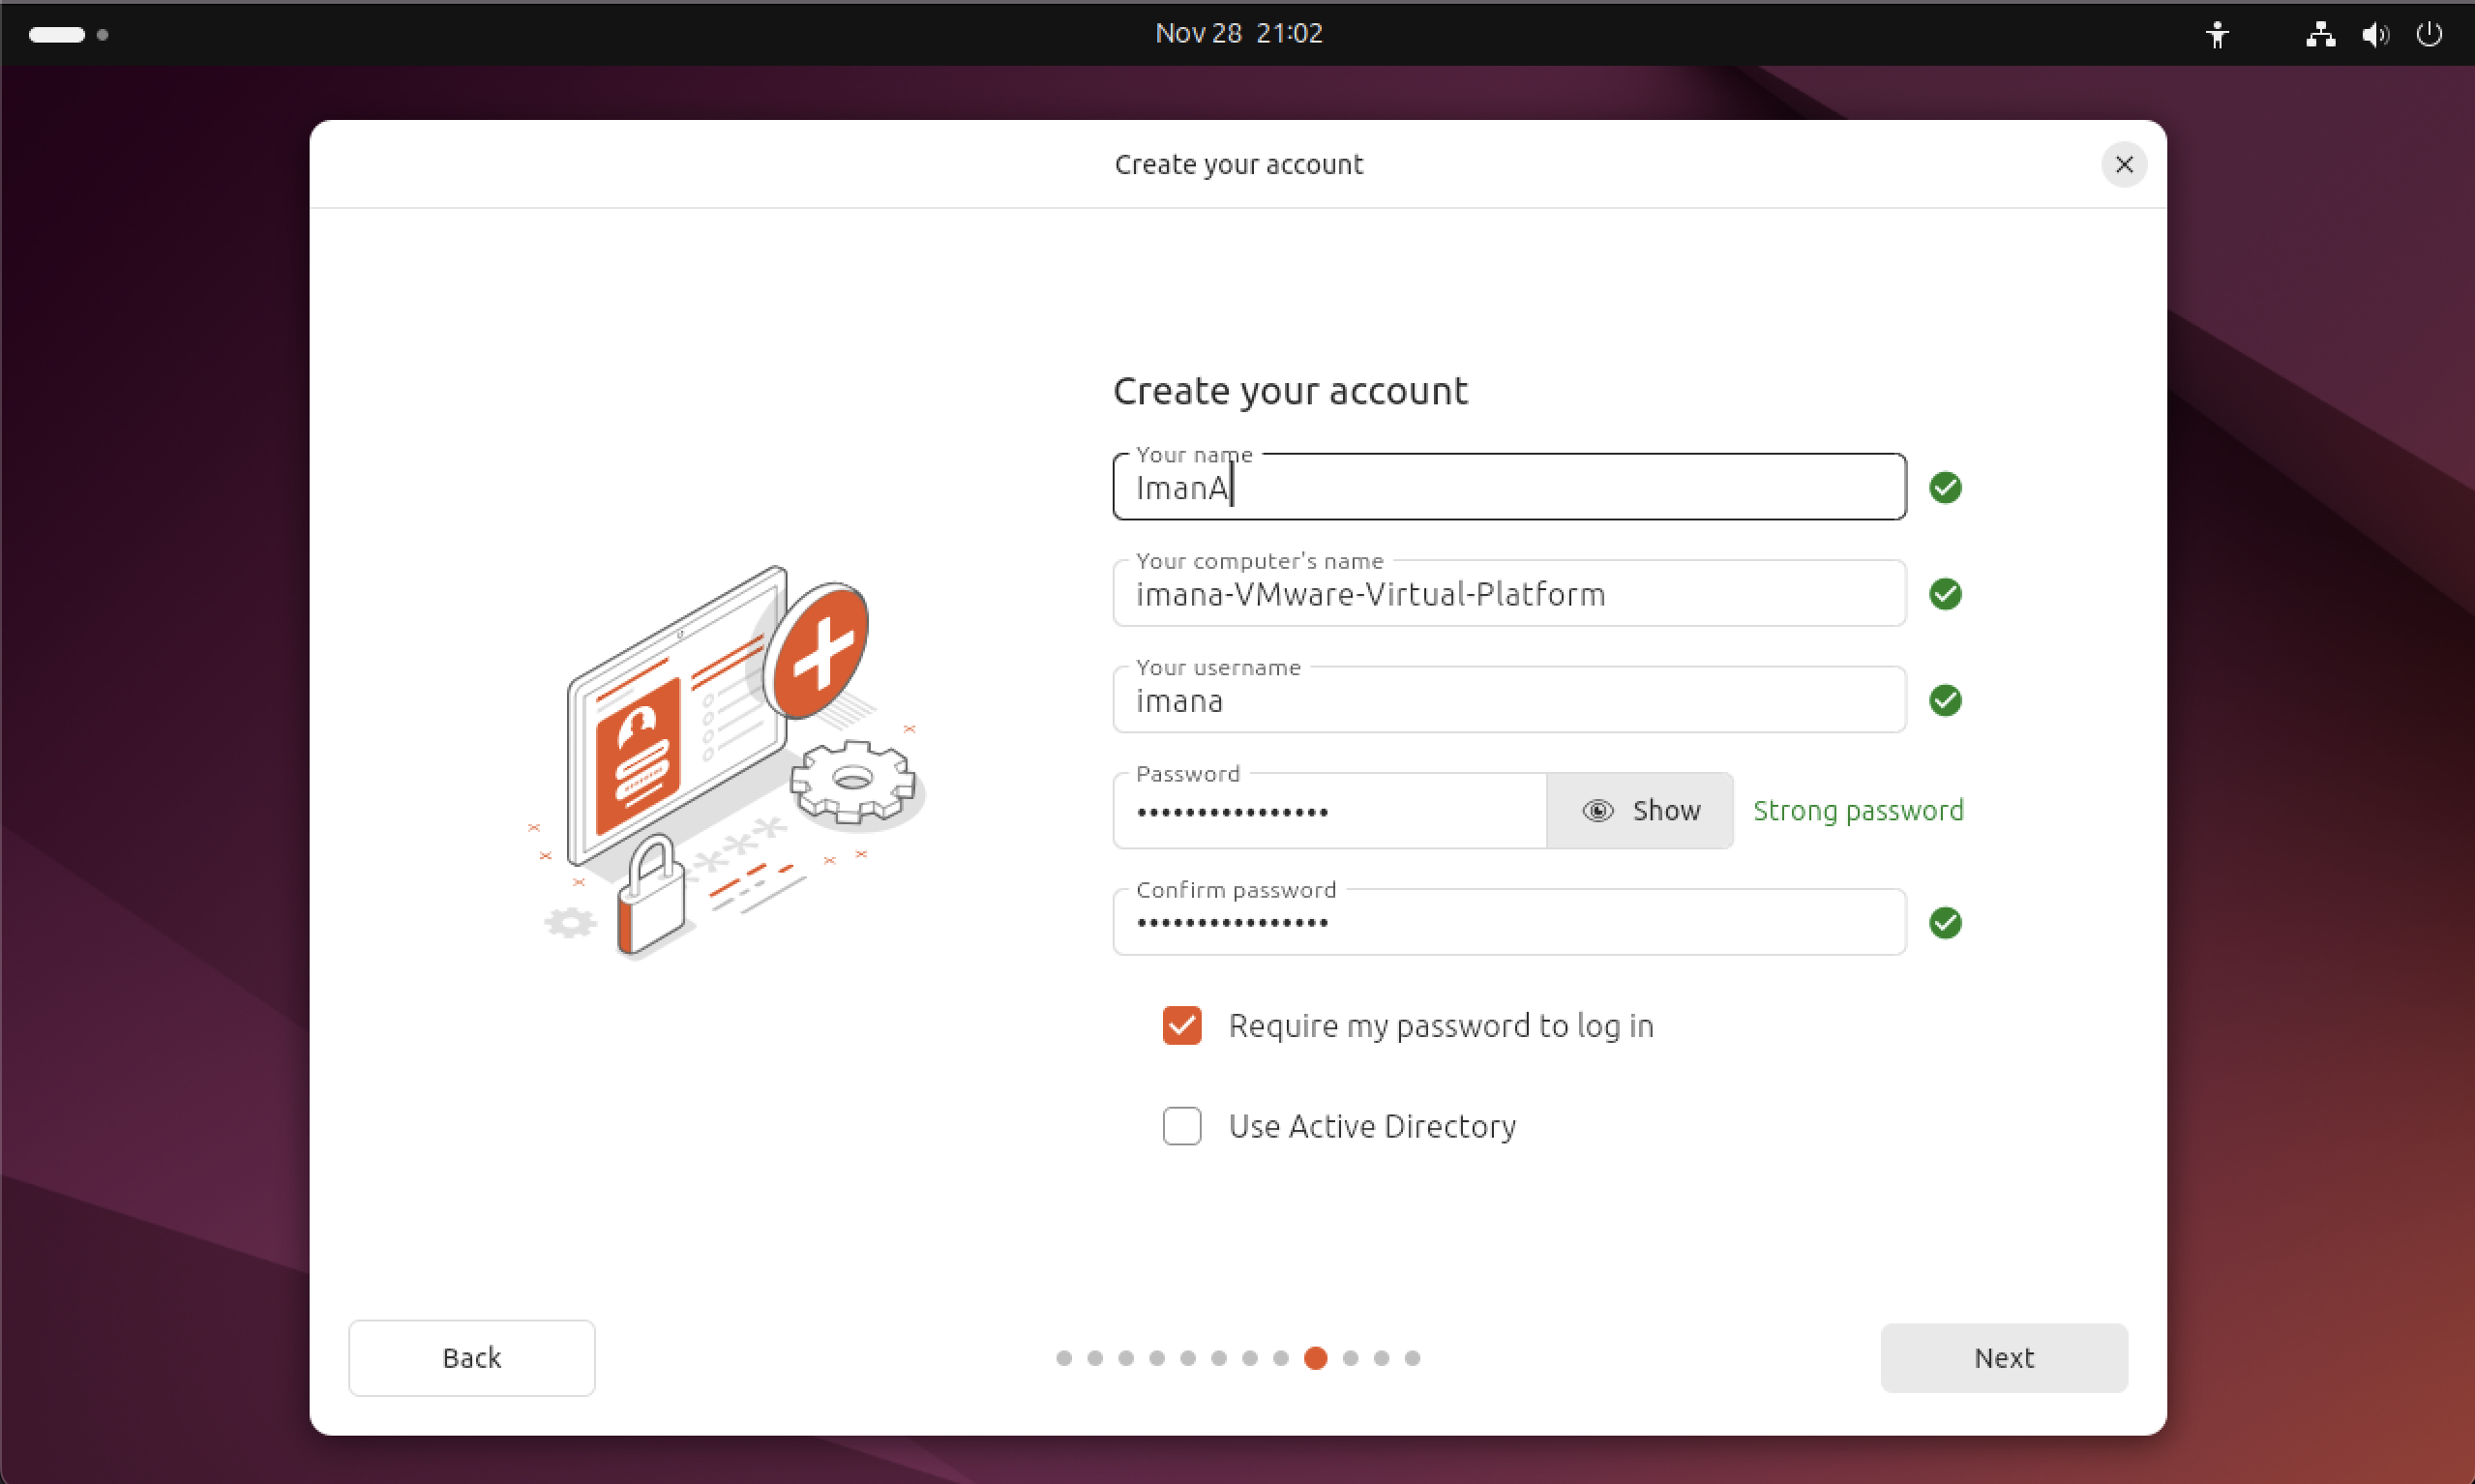 Nov 28 21:02
Create your account
Create your account
Your name
ImanA
Your computer's name
imana-VMware-Virtual-Platform
Your username
imana
Password
••••••••••••••••
Show
Strong password
Confirm password
••••••••••••••••
Require my password to log in
Use Active Directory
Back
Next